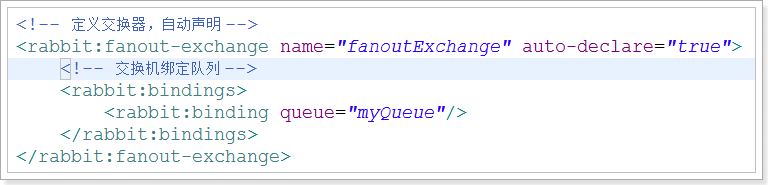 <!-- 定义交换器，自动声明 -->
<rabbit:fanout-exchange name="fanoutExchange" auto-declare="true">
<!-- 交换机绑定队列 -->
<rabbit:bindings>
<rabbit:binding queue="myQueue"/>
</rabbit:bindings>
</rabbit:fanout-exchange>